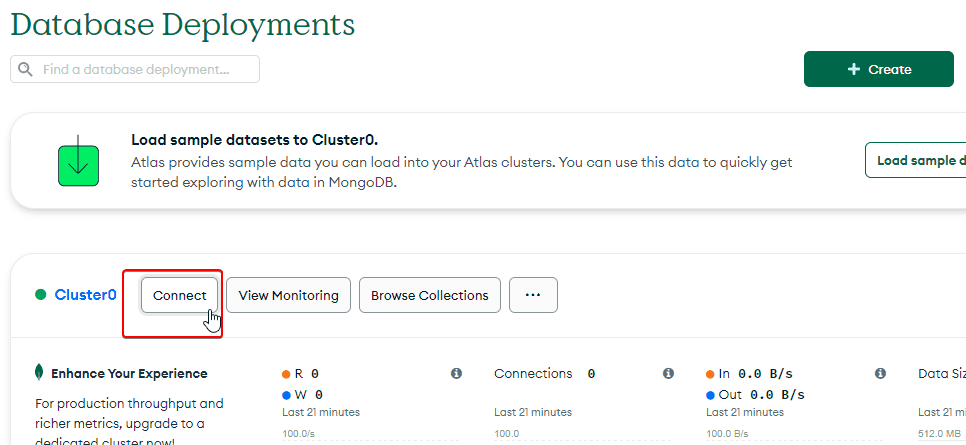 Database Deployments
Find a database deployment...
Create
Load sample datasets to Cluster0.
Atlas provides sample data you can load into your Atlas clusters. You can use this data to quickly get
started exploring with data in MongoDB.
Load sample d
Cluster0
Connect
View Monitoring
Browse Collections
...
Enhance Your Experience
For production throughput and
richer metrics, upgrade to a
dedicated cluster now!
R 0
W 0
Last 21 minutes
100.0/s
Connections 0
Last 21 minutes
100.0
In 0.0 B/s
Out 0.0 B/s
Last 21 minutes
100.0 B/s
Data Siz
Last 21 m
512.0 MB